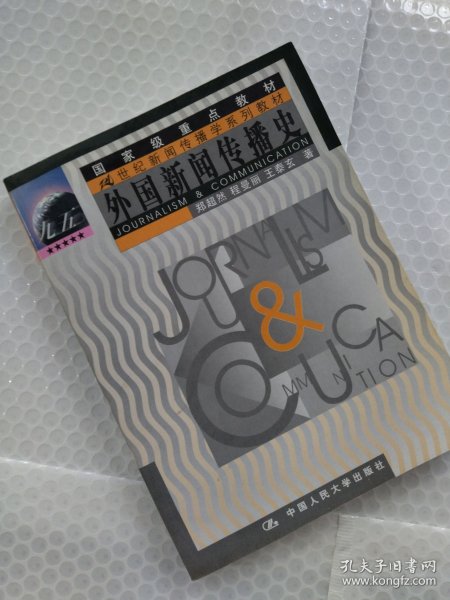 国家级重点教材
21世纪新闻传播学系列教材
外国新闻传播史
JOURNALISM & COMMUNICATION
郑超然 程曼丽 王泰玄 著
九五
★★★★★
JOURNALISM
&
COMMUNICATION
中国人民大学出版社
孔夫子旧书网
www.kongfz.com